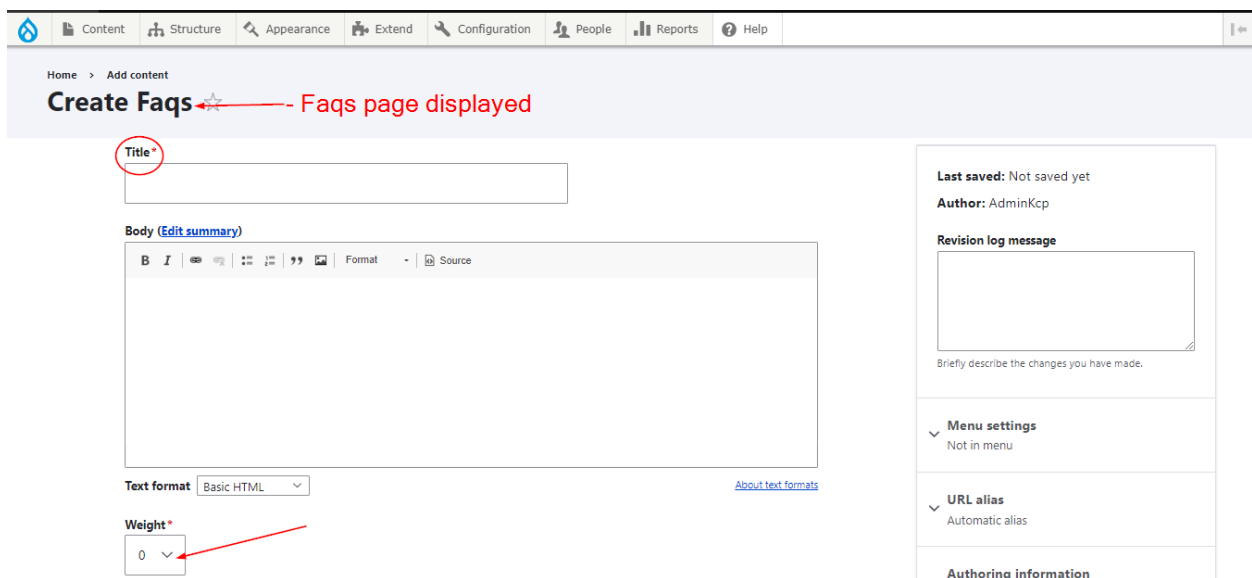 Content Structure Appearance Extend Configuration People Reports Help
Home > Add content
Create Faqs - Faqs page displayed
Title*
Body (Edit summary)
B I Format Source
Text format Basic HTML
About text formats
Weight*
0
Last saved: Not saved yet
Author: AdminKcp
Revision log message
Briefly describe the changes you have made.
Menu settings
Not in menu
URL alias
Automatic alias
Authoring information